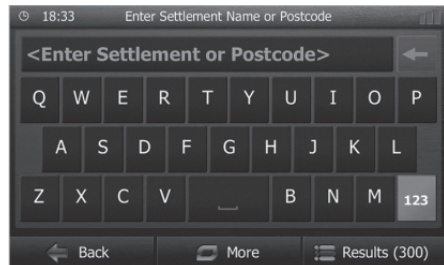 18:33 Enter Settlement Name or Postcode
<Enter Settlement or Postcode>
Q W E R T Y U I O P
A S D F G H J K L
Z X C V B N M 123
Back More Results (300)